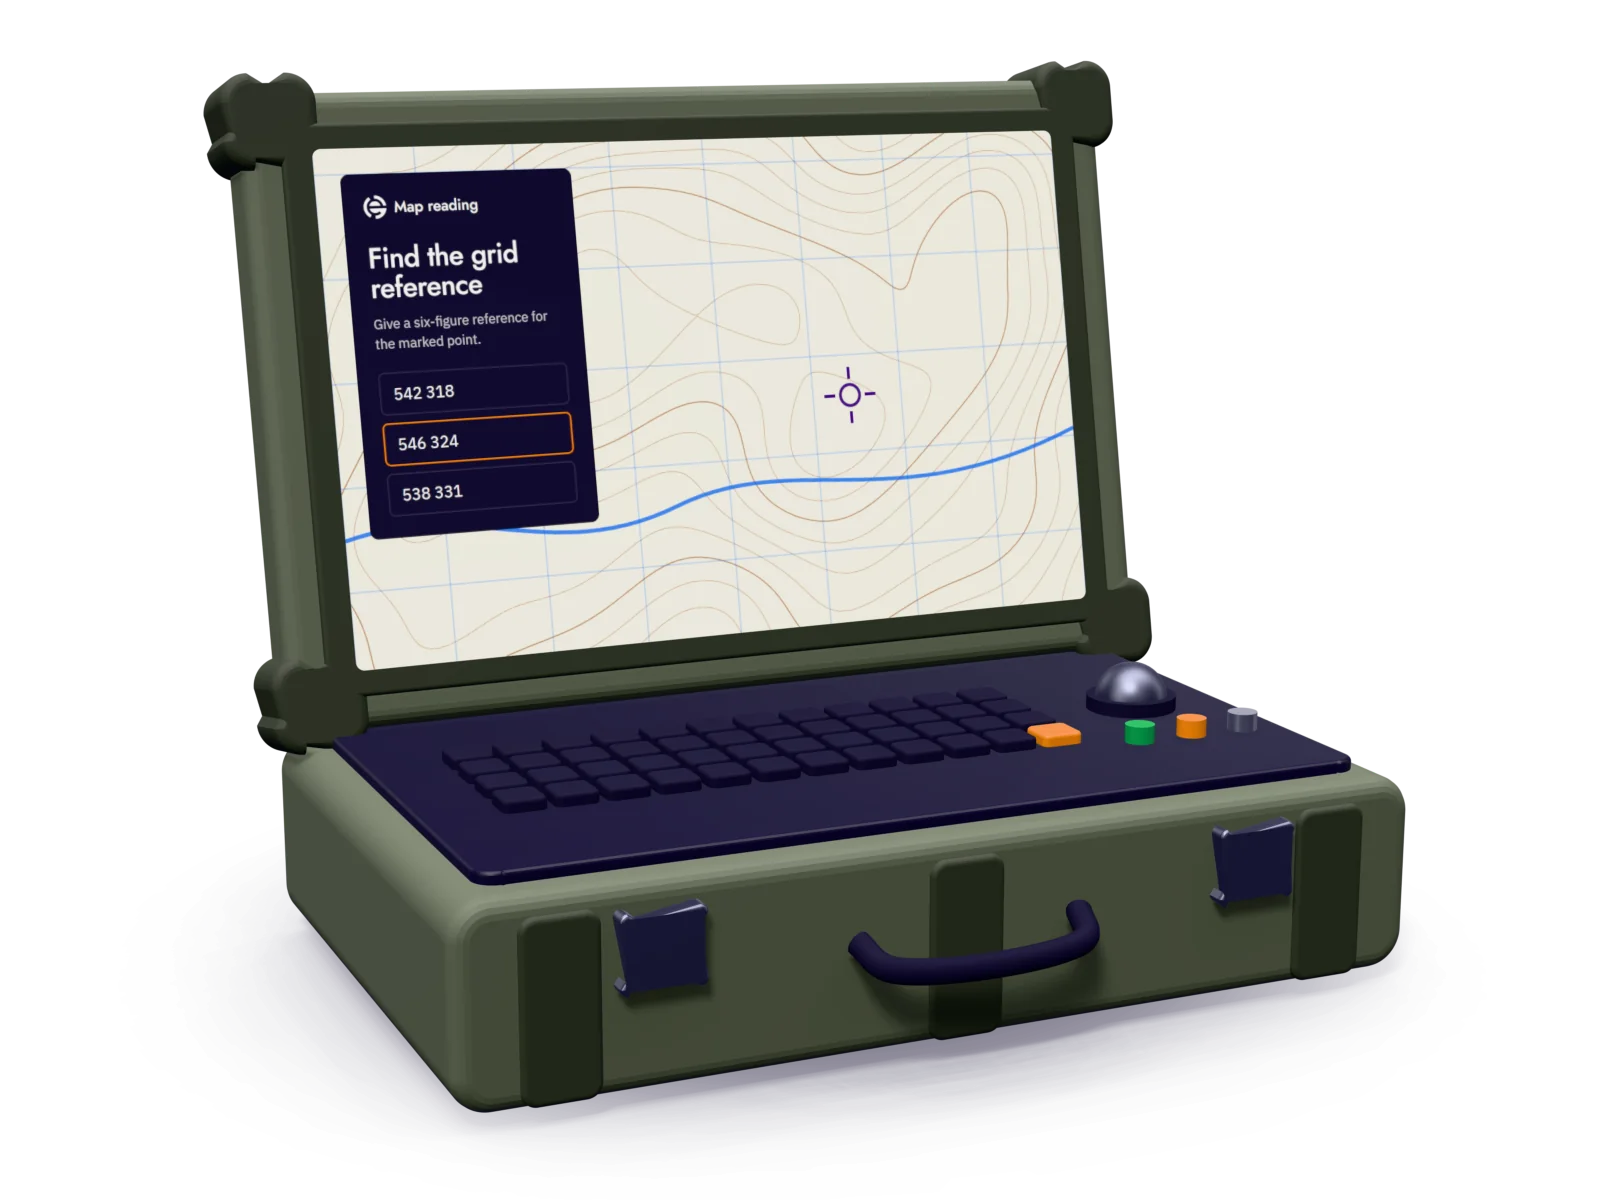 Map reading
Find the grid
reference
Give a six-figure reference for
the marked point.
542 318
546 324
538 331